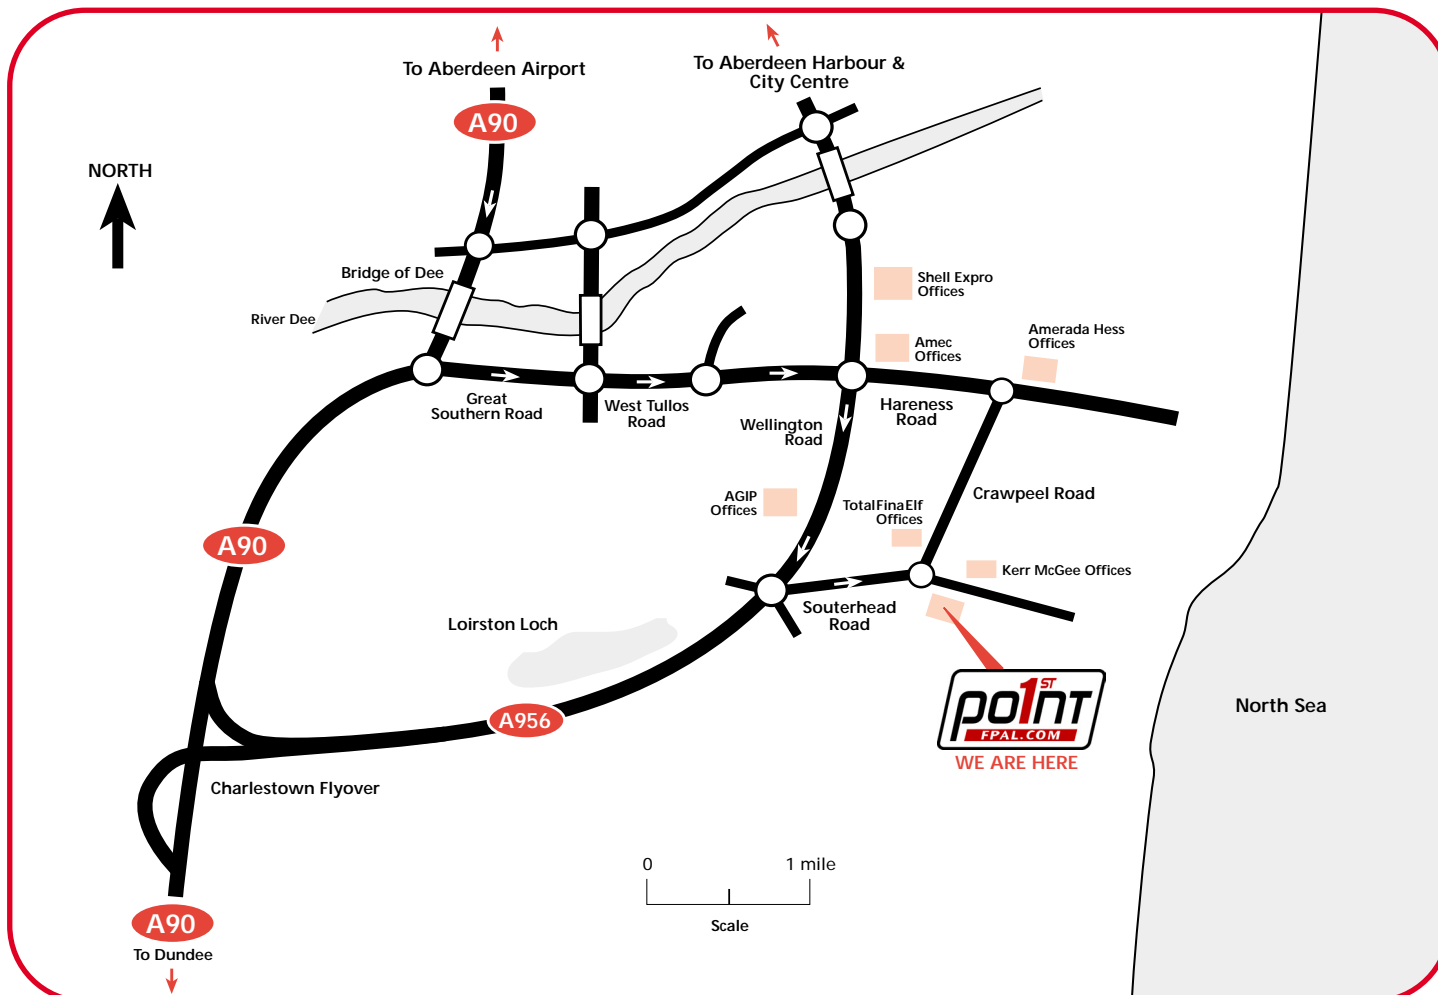 To Aberdeen Airport
To Aberdeen Harbour &
City Centre
A90
NORTH
Bridge of Dee
River Dee
Shell Expro
Offices
Amec
Offices
Amerada Hess
Offices
Great
Southern Road
West Tullos
Road
Wellington
Road
Hareness
Road
AGIP
Offices
TotalFinaElf
Offices
Crawpeel Road
A90
Kerr McGee Offices
Souterhead
Road
Loirston Loch
A956
po1nt
ST
FPAL.COM
WE ARE HERE
North Sea
Charlestown Flyover
0 1 mile
Scale
A90
To Dundee